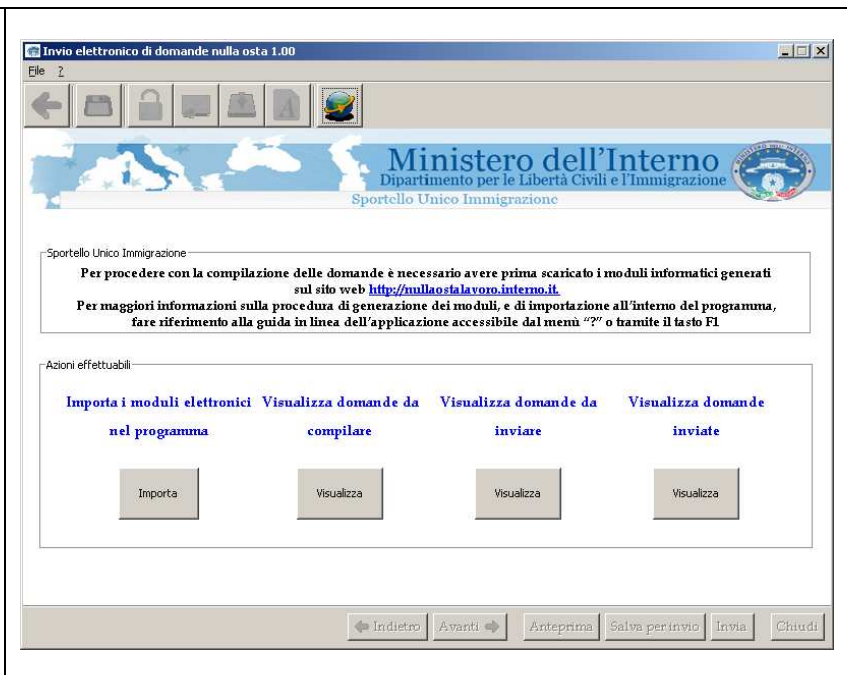 Invio elettronico di domande nulla osta 1.00
File ?
Ministero dell'Interno
Dipartimento per le Libertà Civili e l'Immigrazione
Sportello Unico Immigrazione
Sportello Unico Immigrazione
Per procedere con la compilazione delle domande è necessario avere prima scaricato i moduli informatici generati
sul sito web http://nullaostalavoro.interno.it.
Per maggiori informazioni sulla procedura di generazione dei moduli, e di importazione all'interno del programma,
fare riferimento alla guida in linea dell'applicazione accessibile dal menù "?" o tramite il tasto F1
Azioni effettuabili
Importa i moduli elettronici nel programma
Visualizza domande da compilare
Visualizza domande da inviare
Visualizza domande inviate
Importa
Visualizza
Visualizza
Visualizza
Indietro
Avanti
Anteprima
Salva per invio
Invia
Chiudi